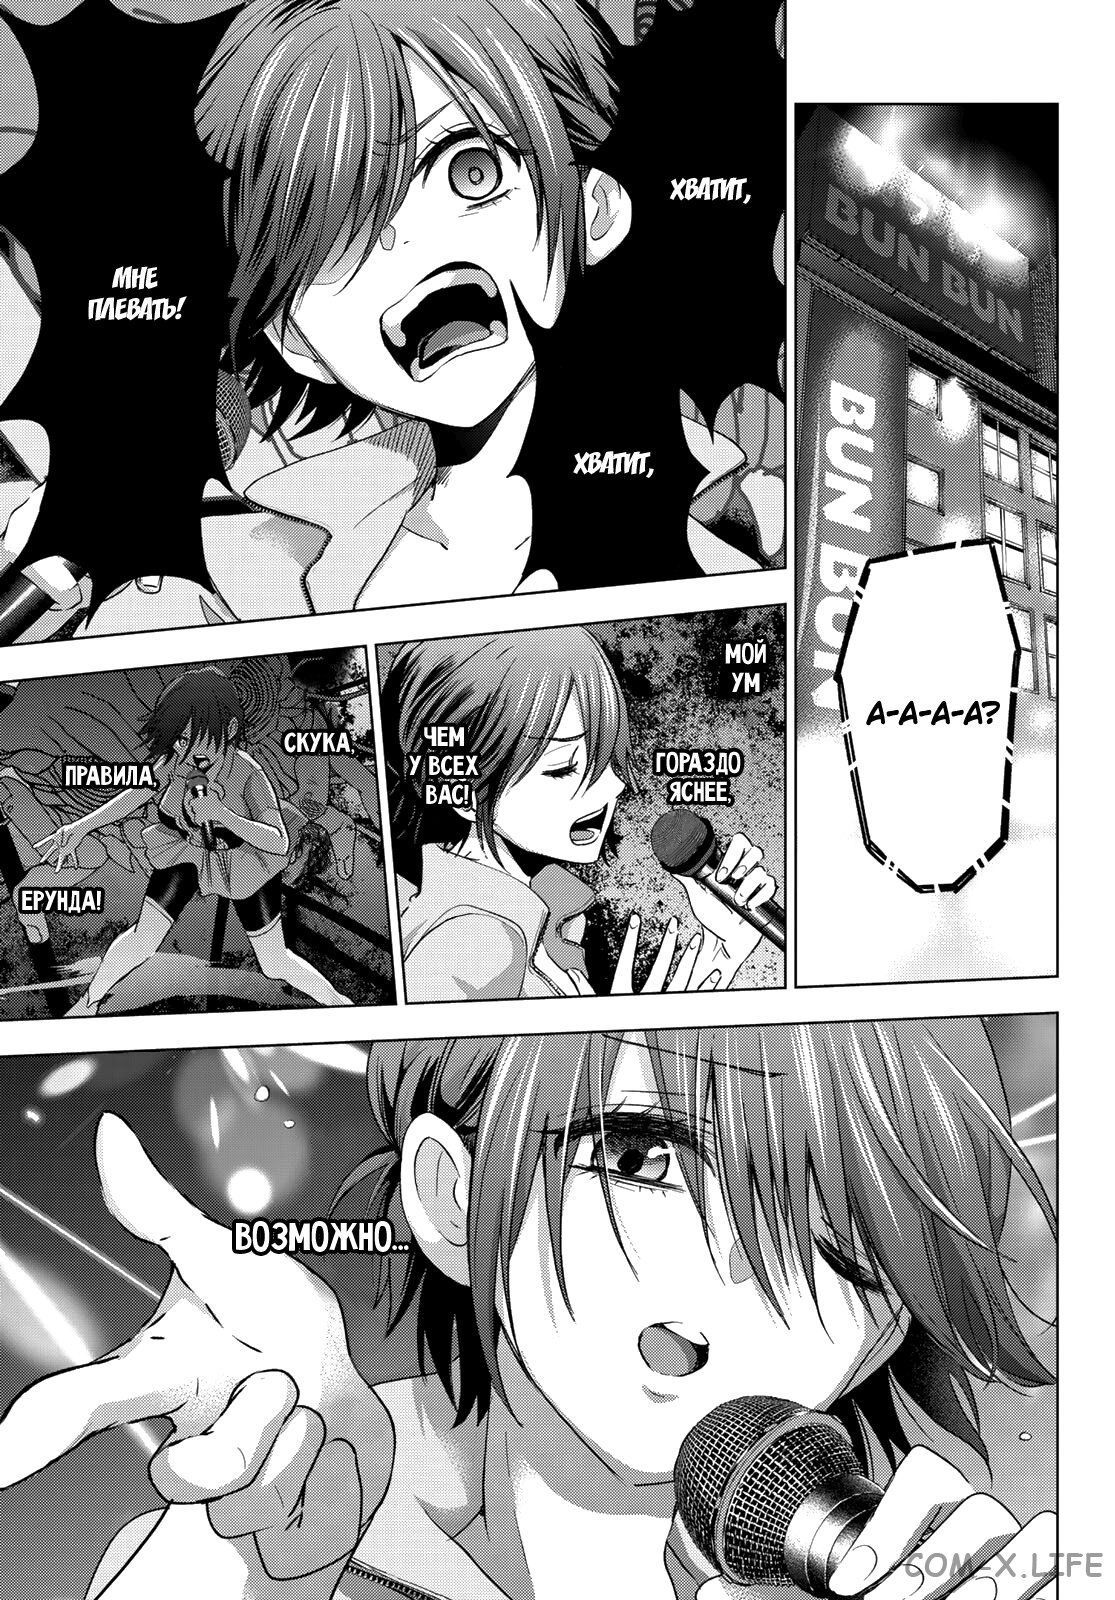 BUN BUN
BUN BUN
А-А-А-А?
ХВАТИТ,
ХВАТИТ,
МНЕ
ПЛЕВАТЬ!
МОЙ
УМ
ГОРАЗДО
ЯСНЕЕ,
ЧЕМ
У ВСЕХ
ВАС!
СКУКА,
ПРАВИЛА,
ЕРУНДА!
ВОЗМОЖНО...
COM-X.LIFE